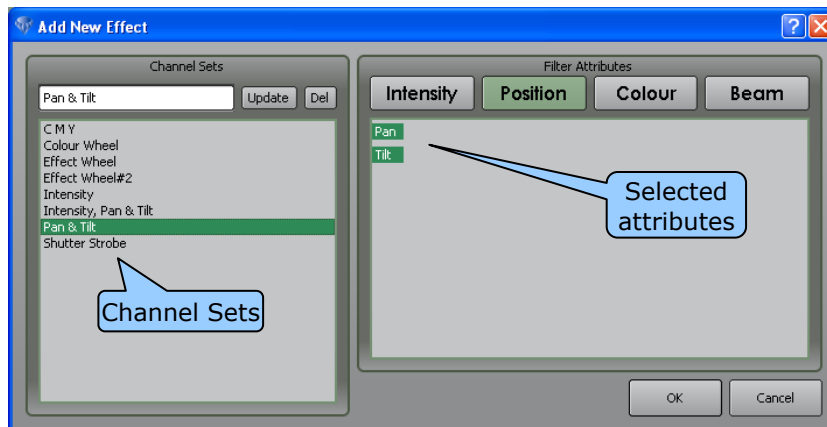 Add New Effect
Channel Sets
Pan & Tilt
Update
Del
C M Y
Colour Wheel
Effect Wheel
Effect Wheel#2
Intensity
Intensity, Pan & Tilt
Pan & Tilt
Shutter Strobe
Channel Sets
Filter Attributes
Intensity
Position
Colour
Beam
Pan
Tilt
Selected
attributes
OK
Cancel